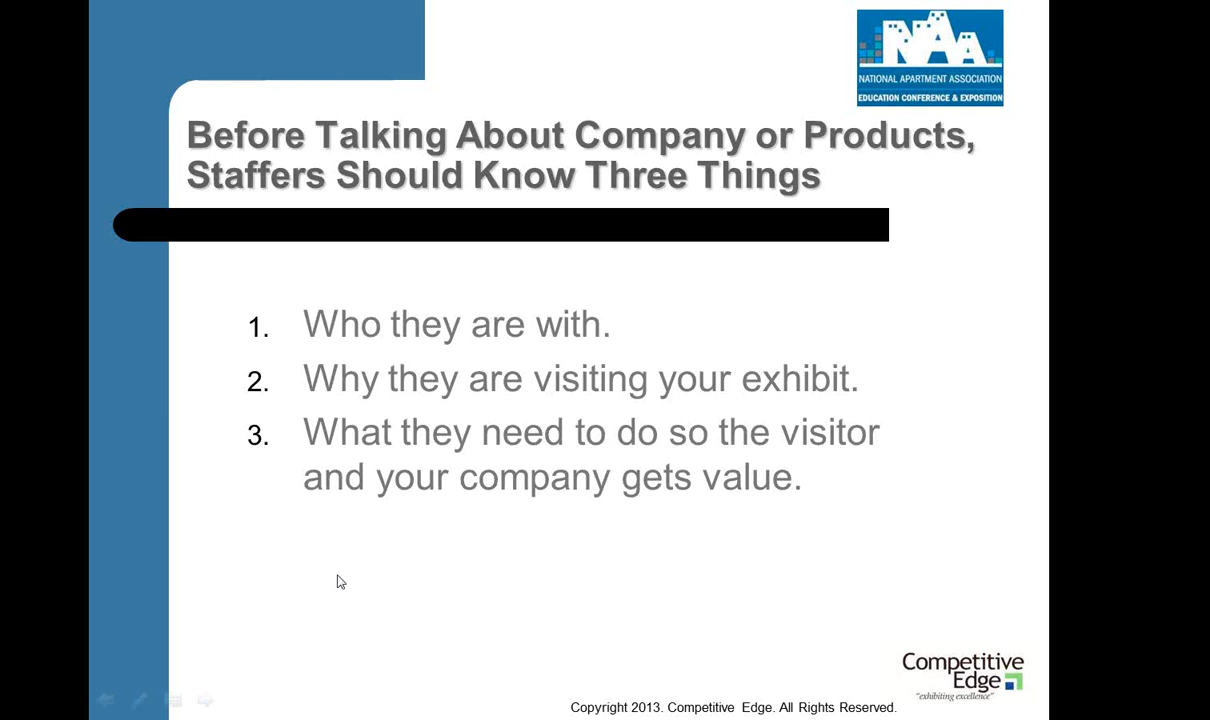 NAA
NATIONAL APARTMENT ASSOCIATION
EDUCATION CONFERENCE & EXPOSITION
Before Talking About Company or Products,
Staffers Should Know Three Things
1. Who they are with.
2. Why they are visiting your exhibit.
3. What they need to do so the visitor
and your company gets value.
Competitive
Edge
"exhibiting excellence"
Copyright 2013. Competitive Edge. All Rights Reserved.